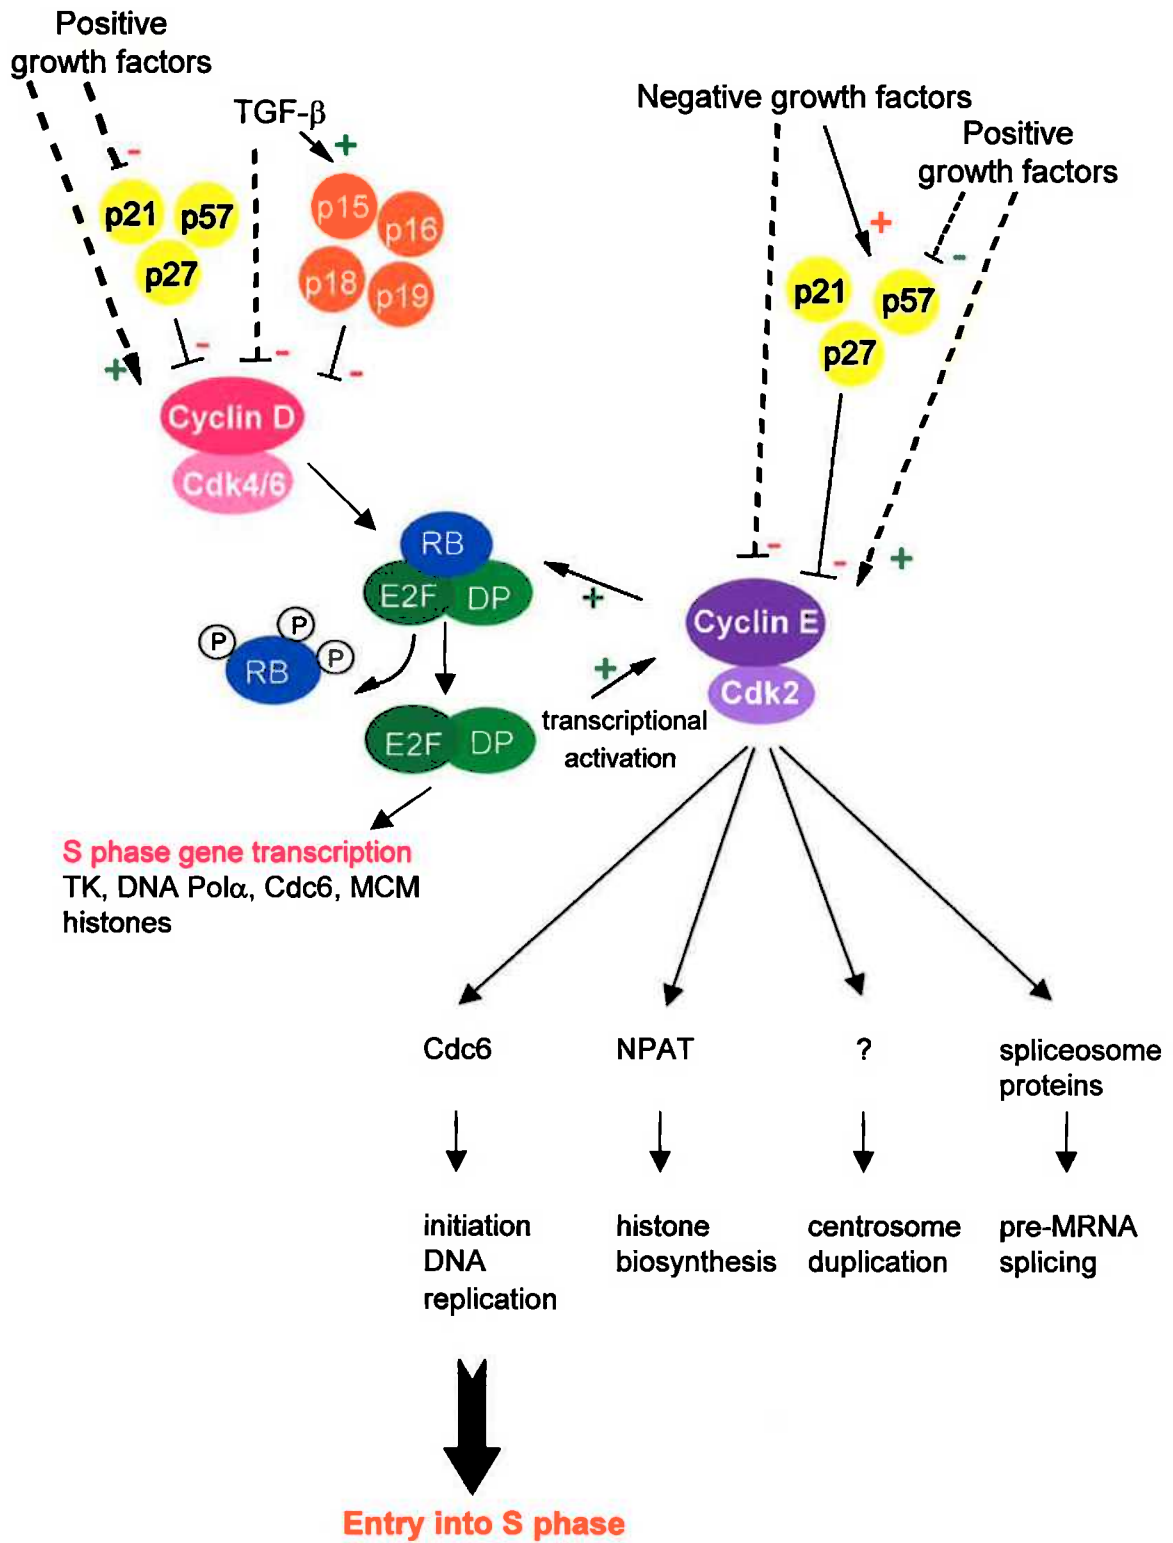 Positive
growth factors
TGF-β
-
+
p21
p57
p27
p15
p16
p18
p19
-
-
-
+
Cyclin D
Cdk4/6
Negative growth factors
Positive
growth factors
+
-
p21
p57
p27
-
-
+
RB
E2F DP
+
Cyclin E
Cdk2
P
P
P
RB
+
E2F DP
transcriptional
activation
S phase gene transcription
TK, DNA Polα, Cdc6, MCM
histones
Cdc6
NPAT
?
spliceosome
proteins
initiation
DNA
replication
histone
biosynthesis
centrosome
duplication
pre-MRNA
splicing
Entry into S phase